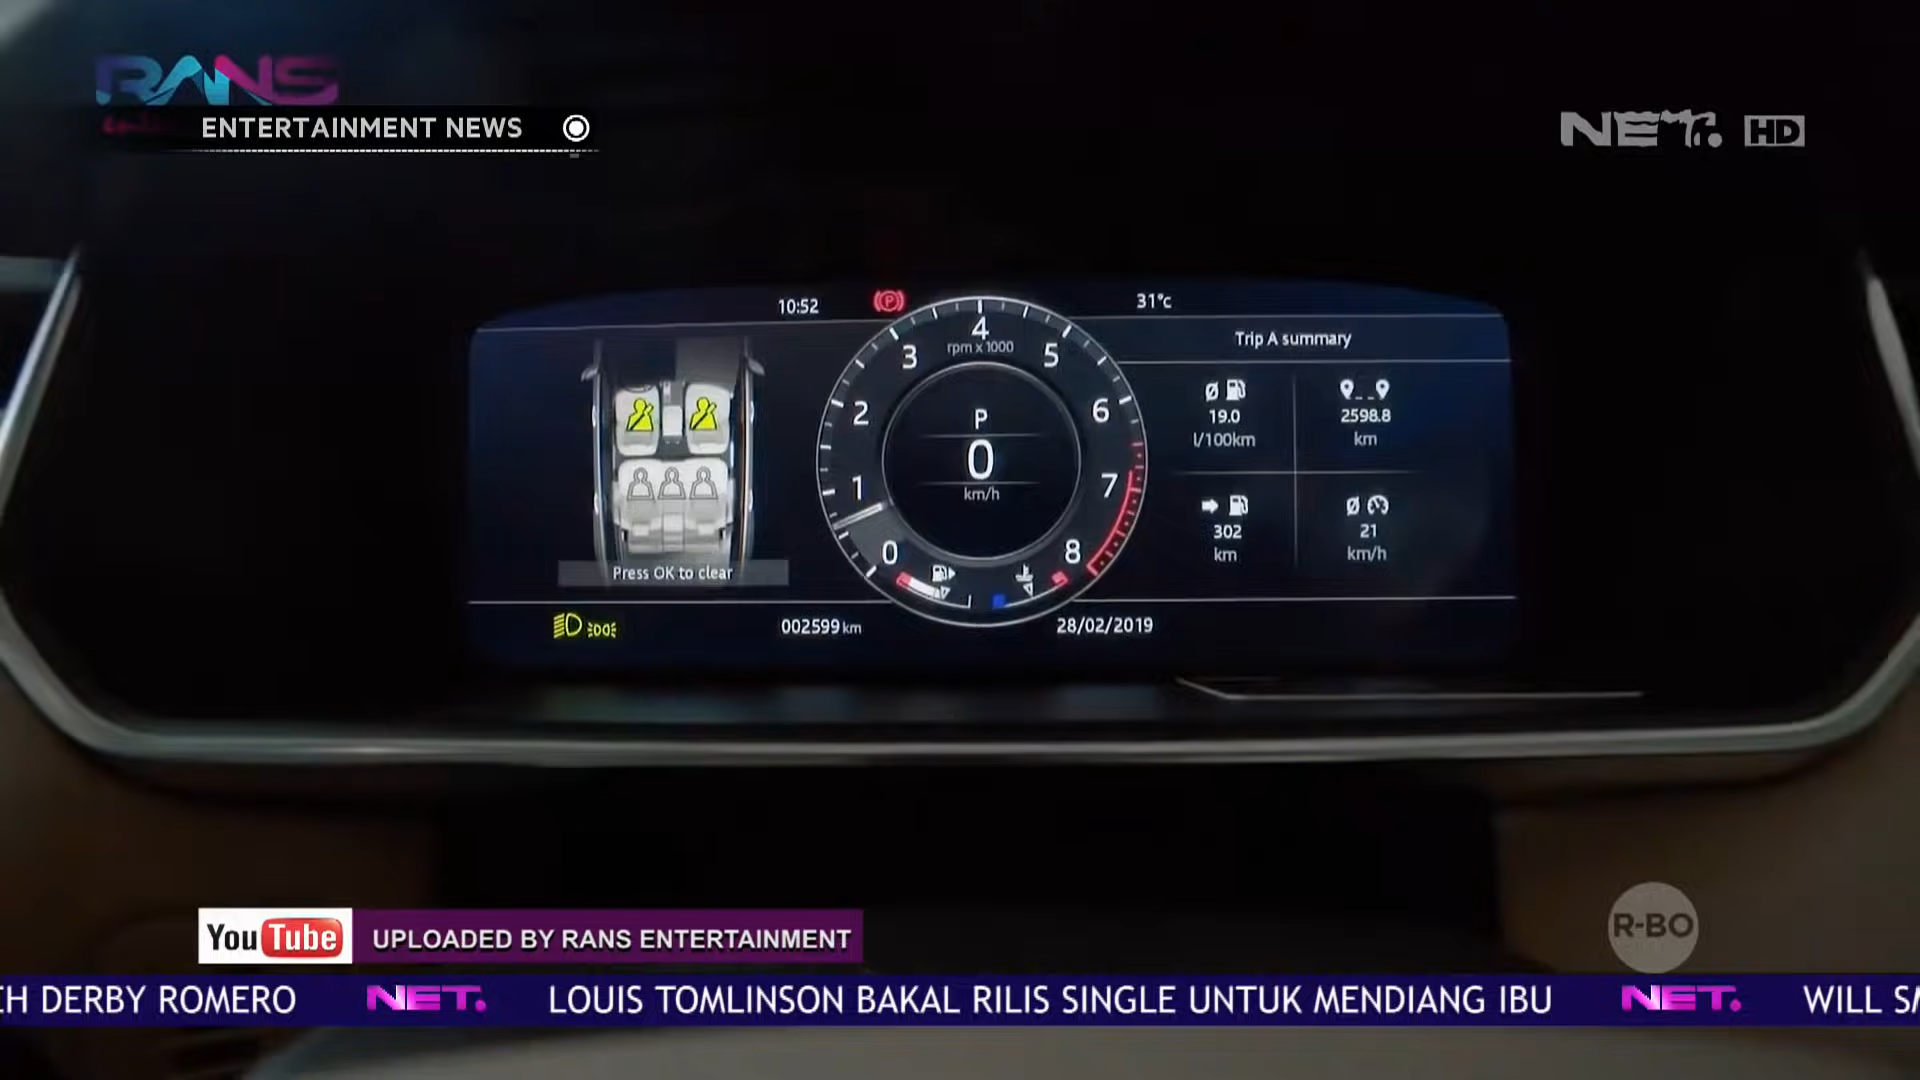 RANS
ENTERTAINMENT NEWS
NET. HD
10:52
31°c
Trip A summary
4
rpm x 1000
3
5
2
6
1
7
0
8
P
0
km/h
19.0
l/100km
2598.8
km
302
km
21
km/h
Press OK to clear
002599 km
28/02/2019
YouTube UPLOADED BY RANS ENTERTAINMENT
R-BO
CH DERBY ROMERO NET. LOUIS TOMLINSON BAKAL RILIS SINGLE UNTUK MENDIANG IBU NET. WILL